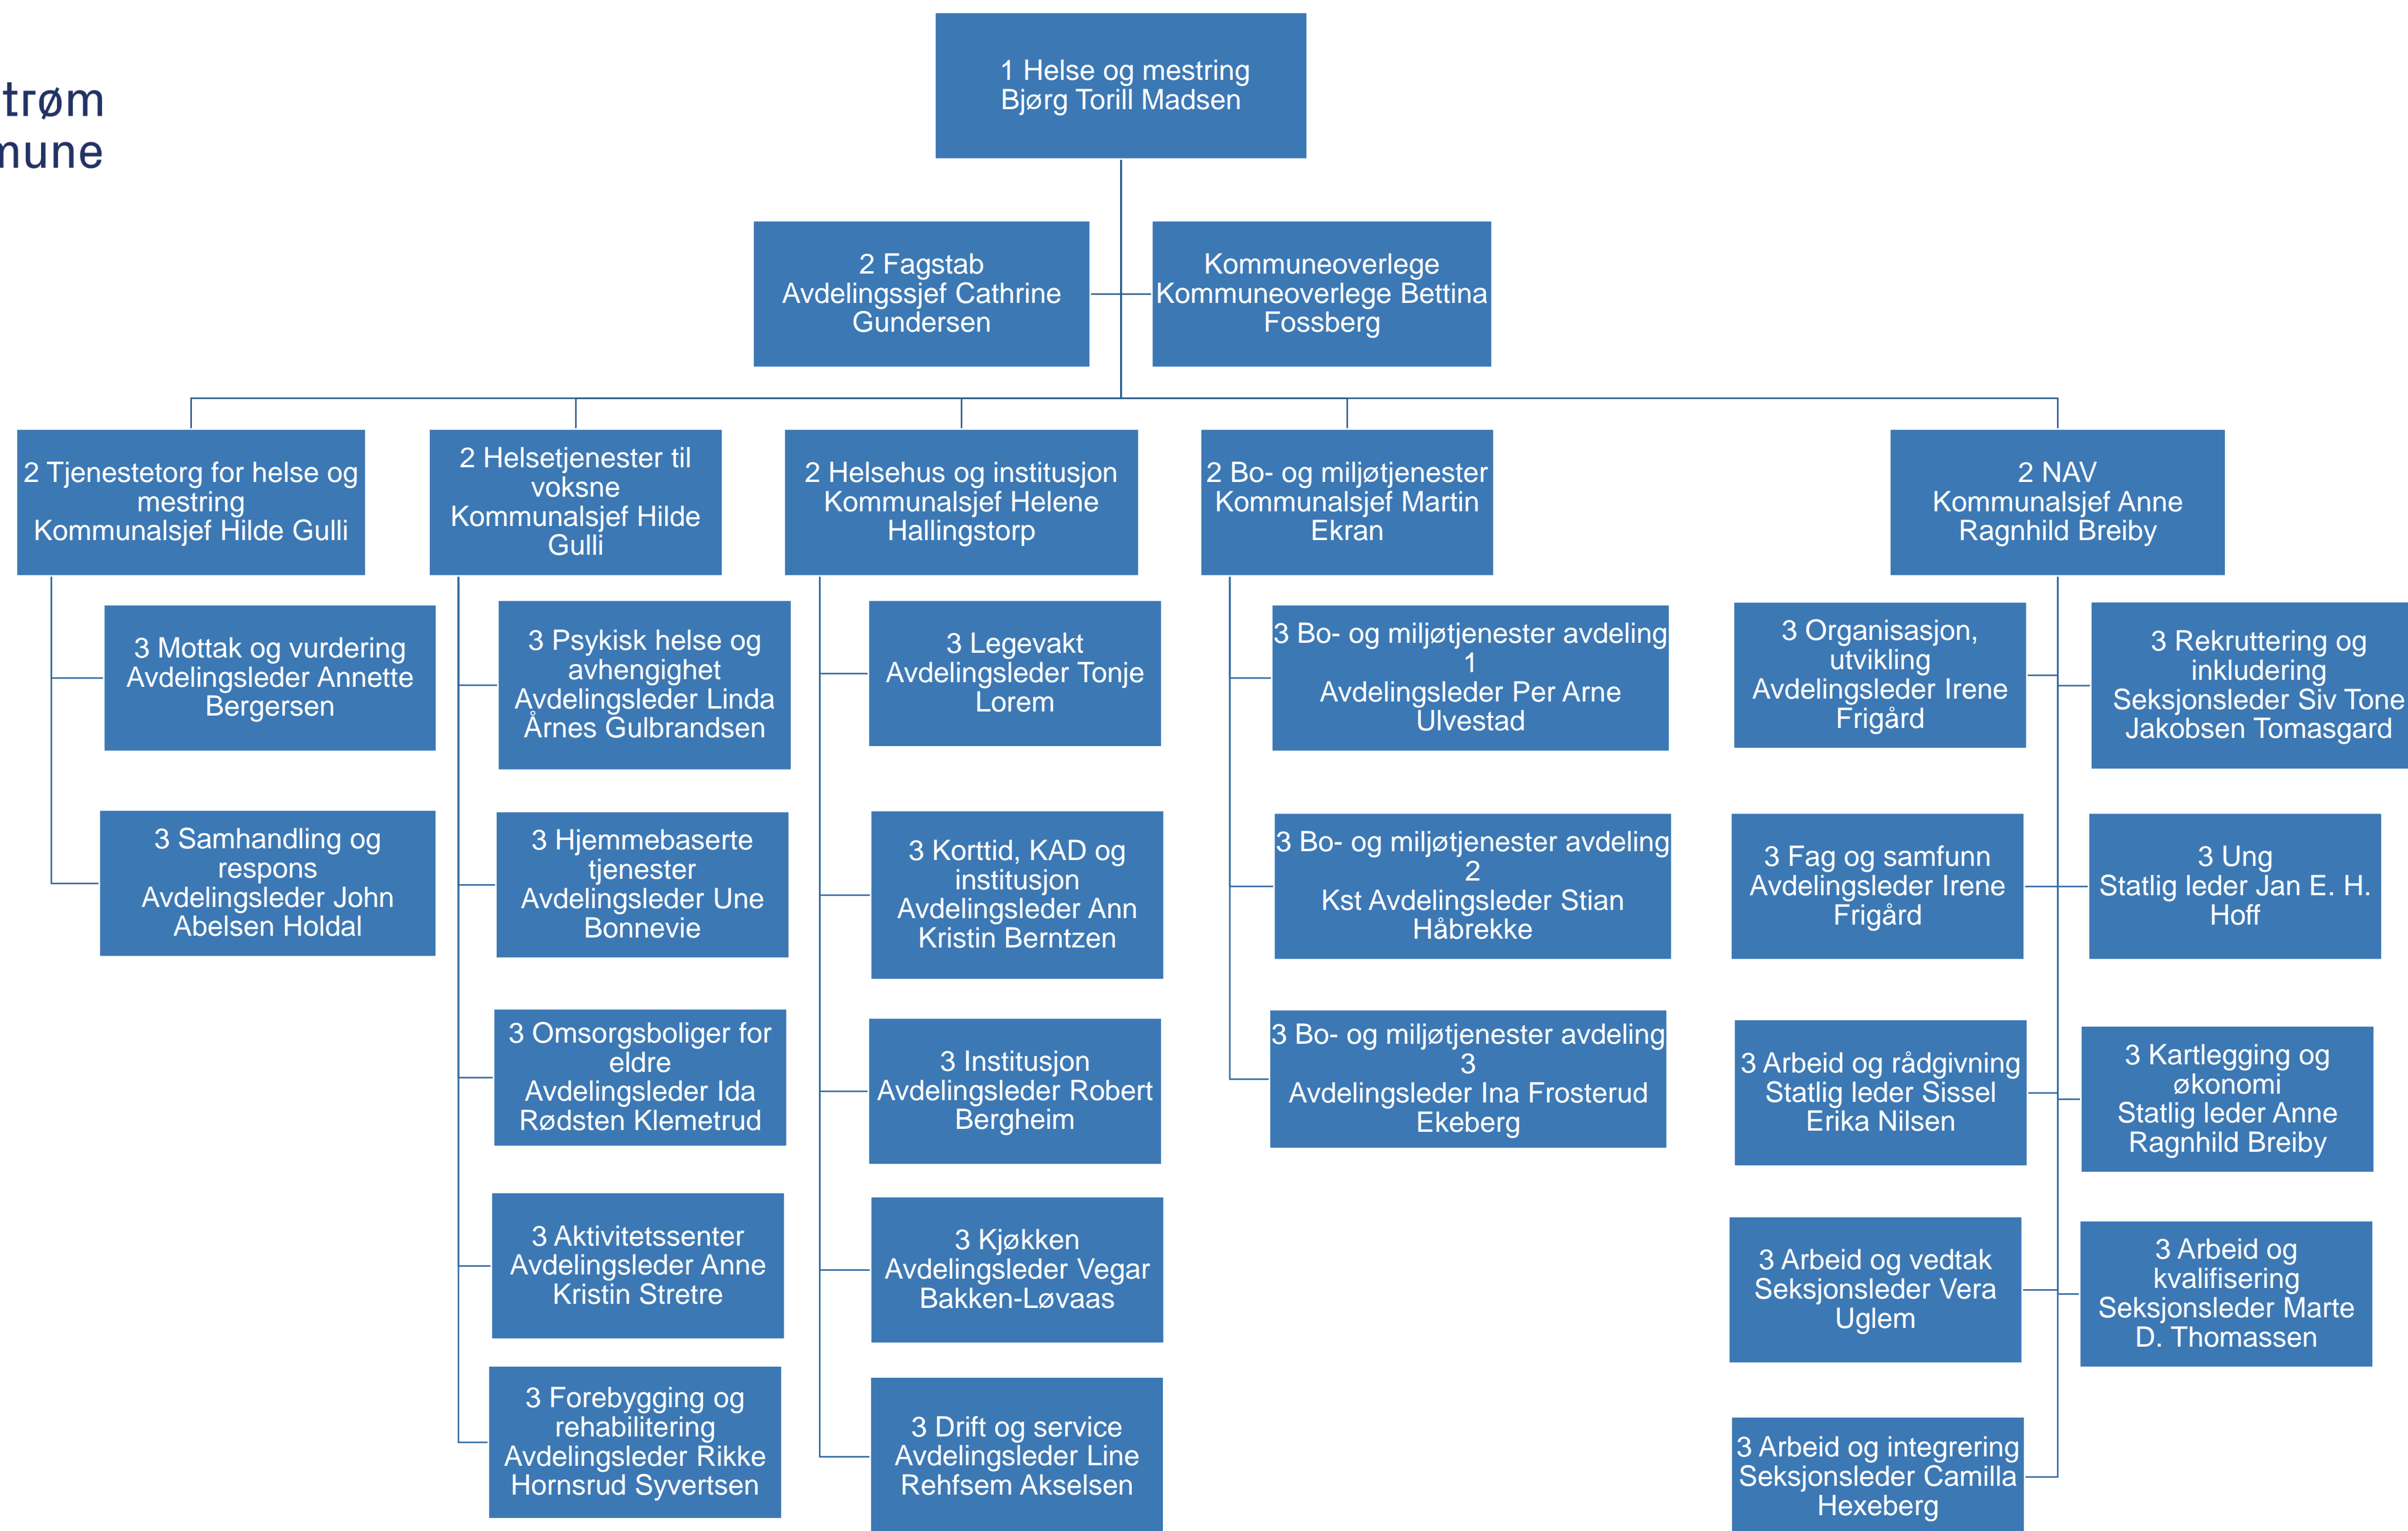 trøm
mune
1 Helse og mestring
Bjørg Torill Madsen
2 Fagstab
Avdelingssjef Cathrine
Gundersen
Kommuneoverlege
Kommuneoverlege Bettina
Fossberg
2 Tjenestetorg for helse og
mestring
Kommunalsjef Hilde Gulli
2 Helsetjenester til
voksne
Kommunalsjef Hilde
Gulli
2 Helsehus og institusjon
Kommunalsjef Helene
Hallingstorp
2 Bo- og miljøtjenester
Kommunalsjef Martin
Ekran
2 NAV
Kommunalsjef Anne
Ragnhild Breiby
3 Mottak og vurdering
Avdelingsleder Annette
Bergersen
3 Samhandling og
respons
Avdelingsleder John
Abelsen Holdal
3 Psykisk helse og
avhengighet
Avdelingsleder Linda
Årnes Gulbrandsen
3 Hjemmebaserte
tjenester
Avdelingsleder Une
Bonnevie
3 Omsorgsboliger for
eldre
Avdelingsleder Ida
Rødsten Klemetrud
3 Aktivitetssenter
Avdelingsleder Anne
Kristin Stretre
3 Forebygging og
rehabilitering
Avdelingsleder Rikke
Hornsrud Syvertsen
3 Legevakt
Avdelingsleder Tonje
Lorem
3 Korttid, KAD og
institusjon
Avdelingsleder Ann
Kristin Berntzen
3 Institusjon
Avdelingsleder Robert
Bergheim
3 Kjøkken
Avdelingsleder Vegar
Bakken-Løvaas
3 Drift og service
Avdelingsleder Line
Rehfsem Akselsen
3 Bo- og miljøtjenester avdeling
1
Avdelingsleder Per Arne
Ulvestad
3 Bo- og miljøtjenester avdeling
2
Kst Avdelingsleder Stian
Håbrekke
3 Bo- og miljøtjenester avdeling
3
Avdelingsleder Ina Frosterud
Ekeberg
3 Organisasjon,
utvikling
Avdelingsleder Irene
Frigård
3 Rekruttering og
inkludering
Seksjonsleder Siv Tone
Jakobsen Tomasgard
3 Fag og samfunn
Avdelingsleder Irene
Frigård
3 Ung
Statlig leder Jan E. H.
Hoff
3 Arbeid og rådgivning
Statlig leder Sissel
Erika Nilsen
3 Kartlegging og
økonomi
Statlig leder Anne
Ragnhild Breiby
3 Arbeid og vedtak
Seksjonsleder Vera
Uglem
3 Arbeid og
kvalifisering
Seksjonsleder Marte
D. Thomassen
3 Arbeid og integrering
Seksjonsleder Camilla
Hexeberg